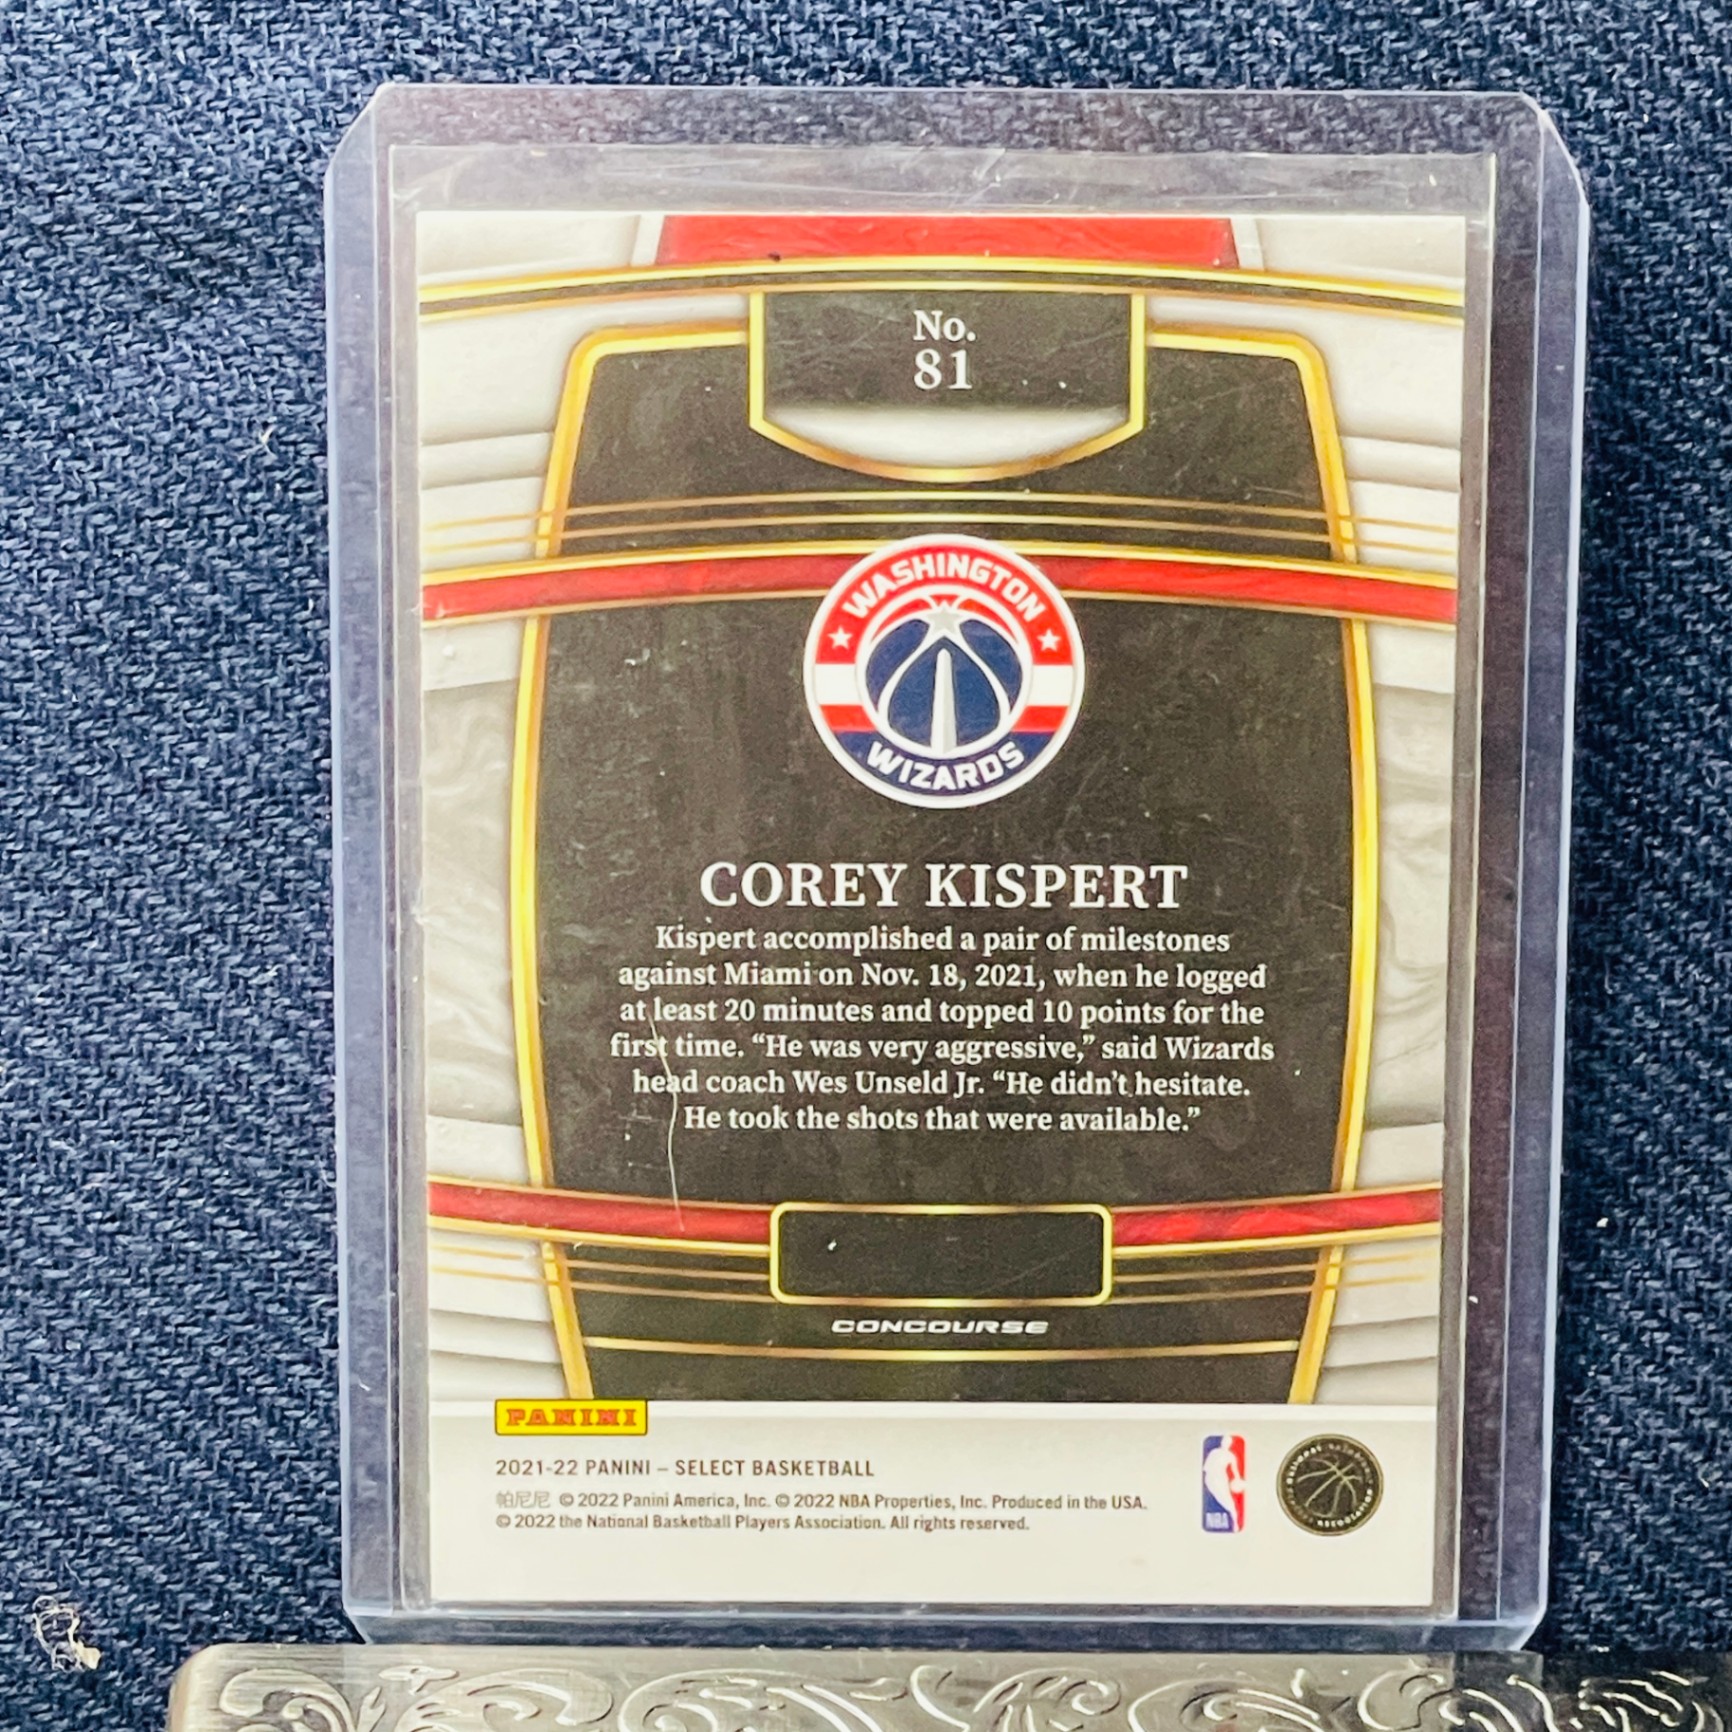 No.
81
WASHINGTON
WIZARDS
COREY KISPERT
Kispert accomplished a pair of milestones
against Miami on Nov. 18, 2021, when he logged
at least 20 minutes and topped 10 points for the
first time. “He was very aggressive,” said Wizards
head coach Wes Unseld Jr. “He didn’t hesitate.
He took the shots that were available.”
CONCOURSE
PANINI
2021-22 PANINI – SELECT BASKETBALL
帕尼尼 © 2022 Panini America, Inc. © 2022 NBA Properties, Inc. Produced in the USA.
© 2022 the National Basketball Players Association. All rights reserved.
NBA